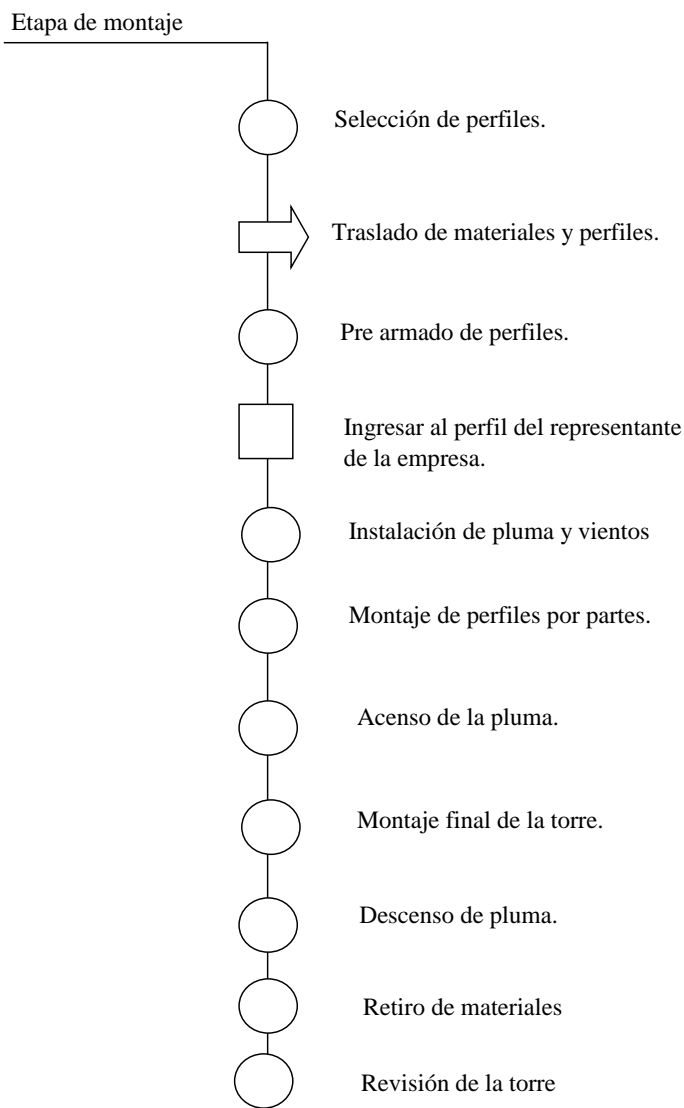 Etapa de montaje
Selección de perfiles.
Traslado de materiales y perfiles.
Pre armado de perfiles.
Ingresar al perfil del representante
de la empresa.
Instalación de pluma y vientos
Montaje de perfiles por partes.
Acenso de la pluma.
Montaje final de la torre.
Descenso de pluma.
Retiro de materiales
Revisión de la torre